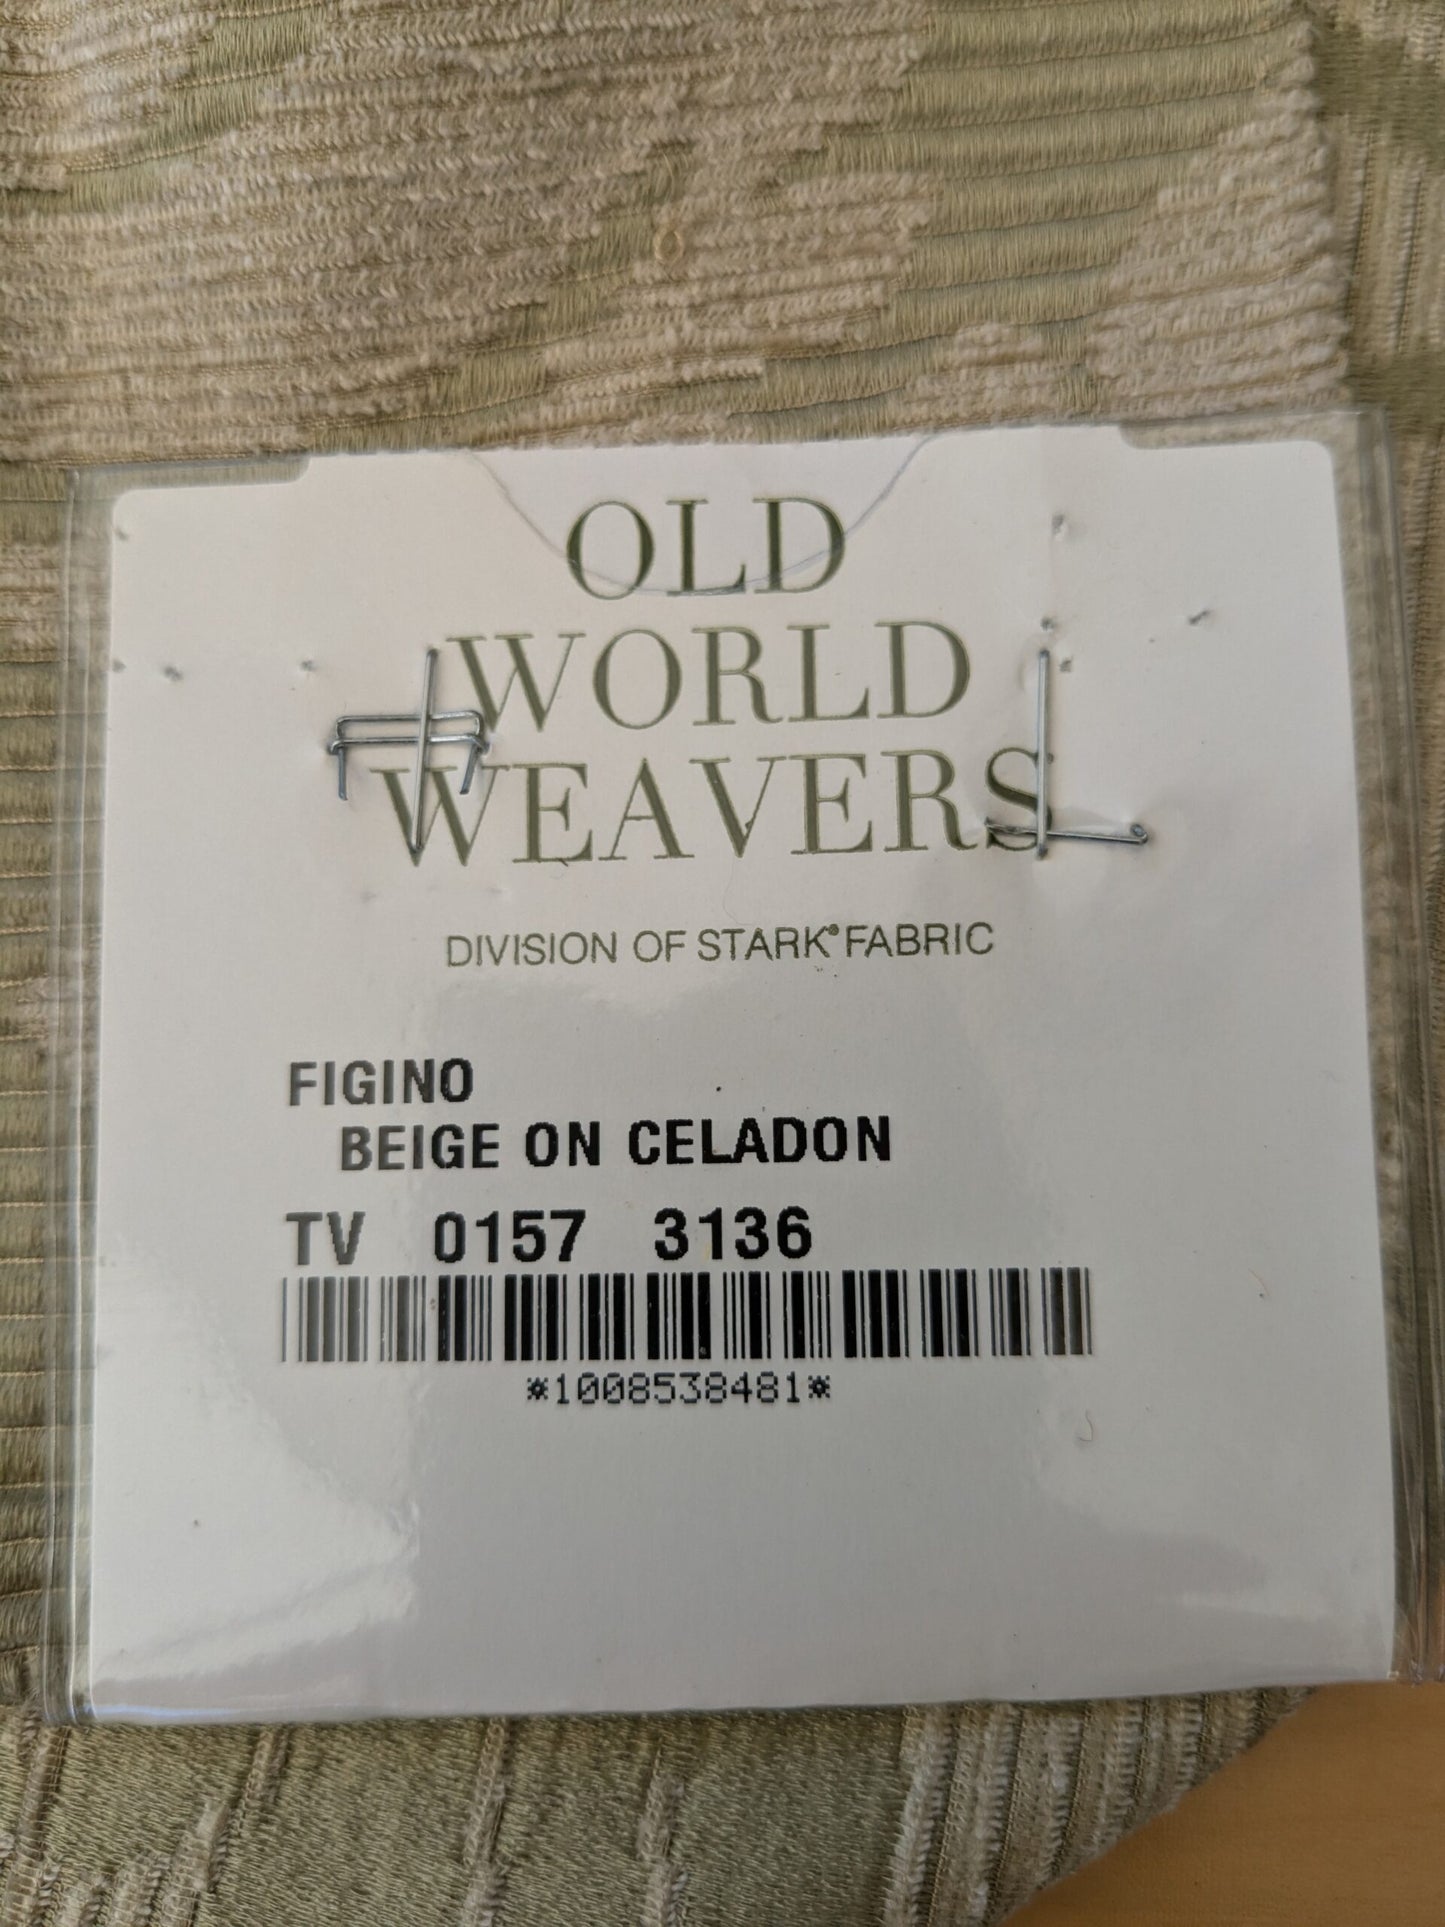 OLD
WORLD
WEAVERS
DIVISION OF STARK® FABRIC
FIGINO
BEIGE ON CELADON
TV 0157 3136
*1008538481*